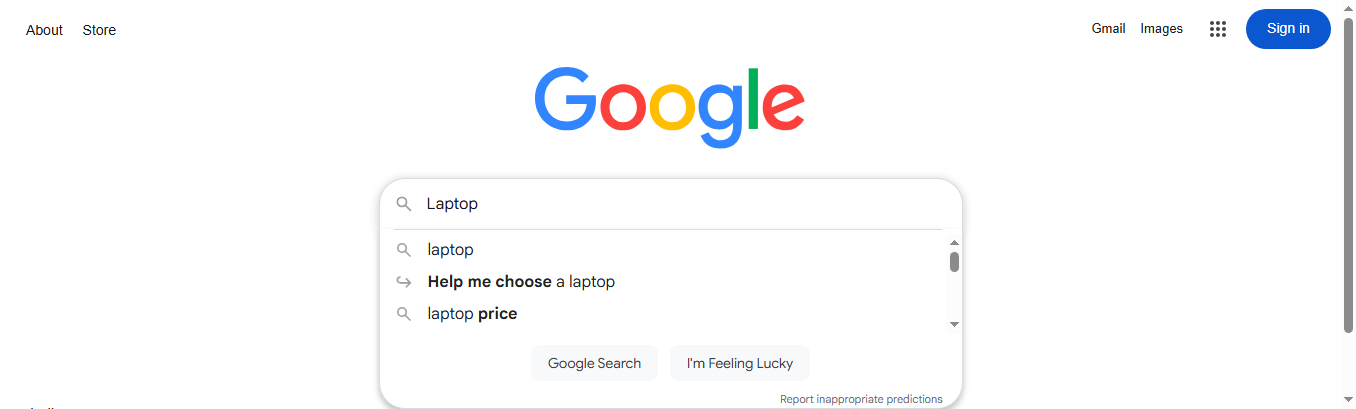 About Store Gmail Images Sign in
Google
Laptop
laptop
Help me choose a laptop
laptop price
Google Search I'm Feeling Lucky
Report inappropriate predictions